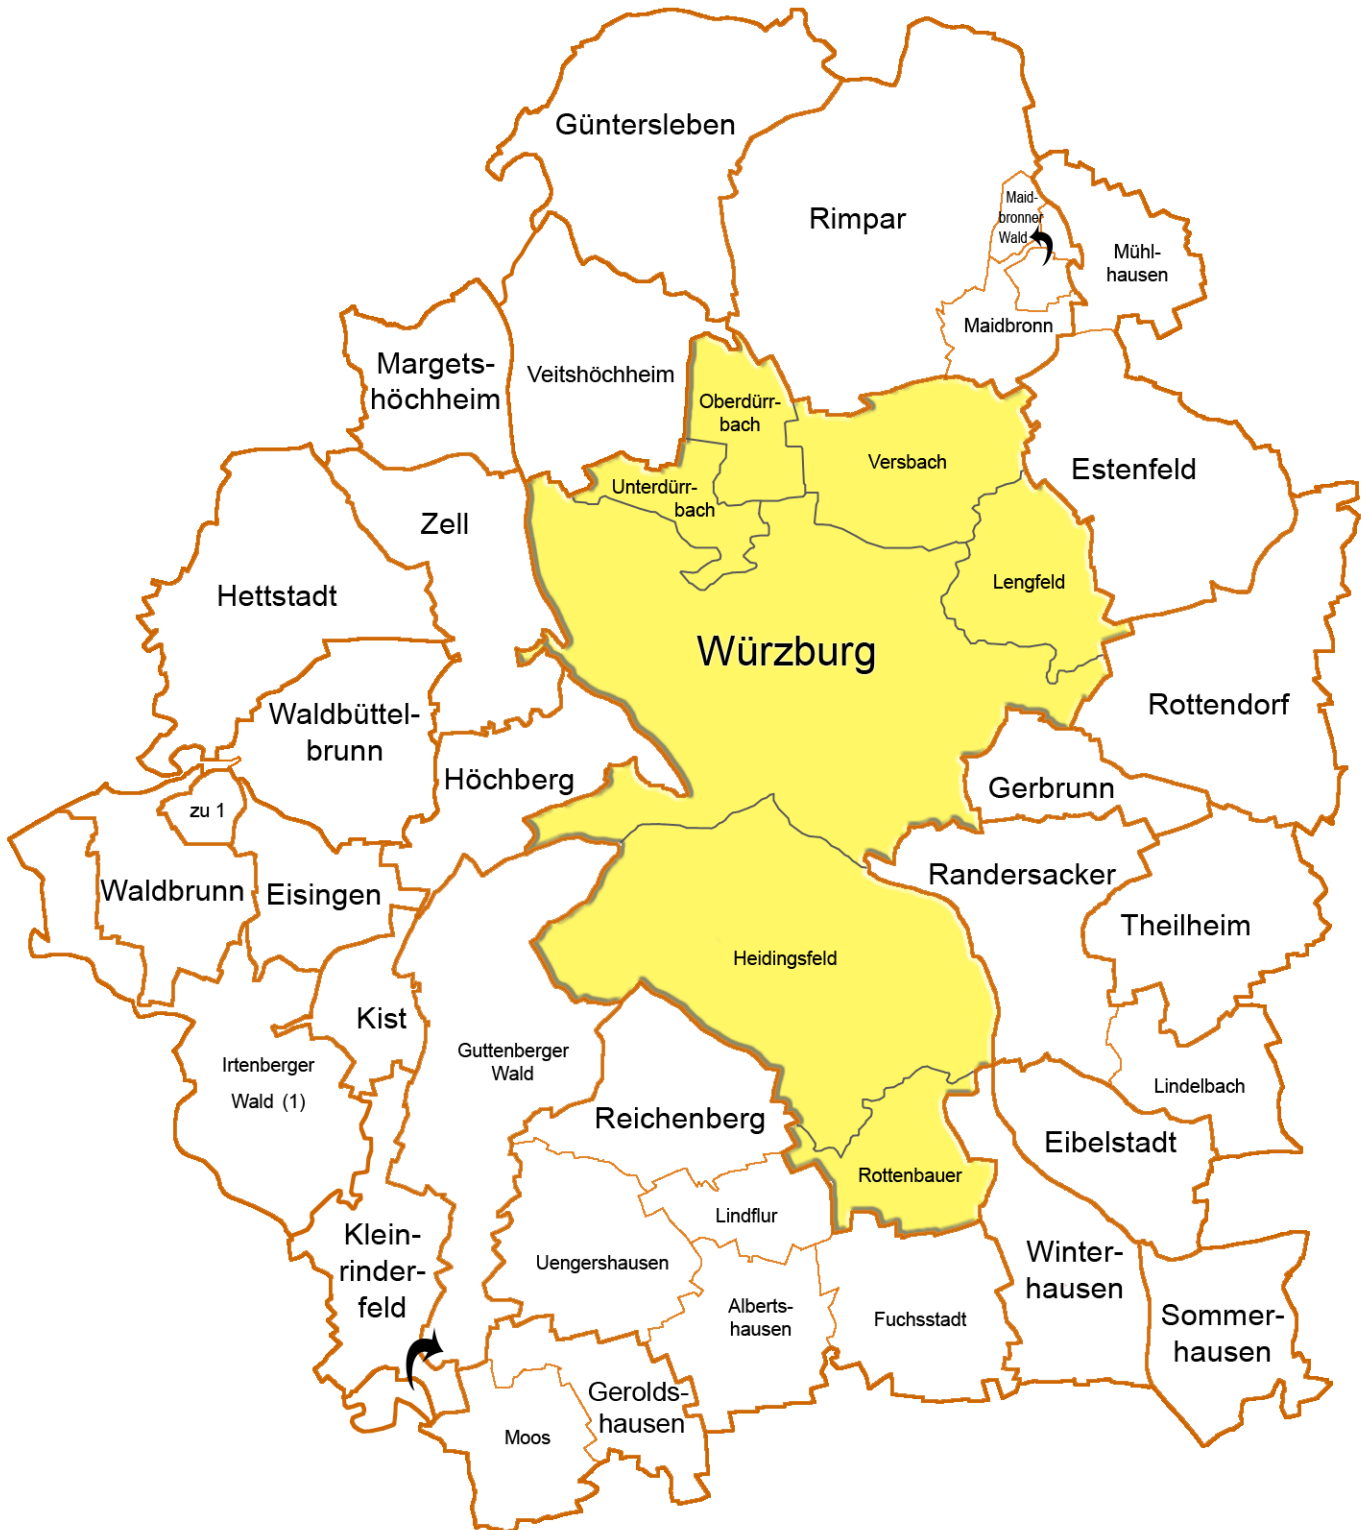 Güntersleben
Rimpar
Maid-
bronner
Wald
Mühl-
hausen
Maidbronn
Margets-
höchheim
Veitshöchheim
Oberdürr-
bach
Versbach
Estenfeld
Unterdürr-
bach
Zell
Lengfeld
Hettstadt
Würzburg
Rottendorf
Waldbüttel-
brunn
Höchberg
Gerbrunn
zu 1
Waldbrunn
Eisingen
Randersacker
Theilheim
Heidingsfeld
Kist
Guttenberger
Wald
Irtenberger
Wald (1)
Lindelbach
Reichenberg
Eibelstadt
Rottenbauer
Lindflur
Klein-
rinder-
feld
Uengershausen
Winter-
hausen
Alberts-
hausen
Fuchsstadt
Sommer-
hausen
Gerolds-
hausen
Moos